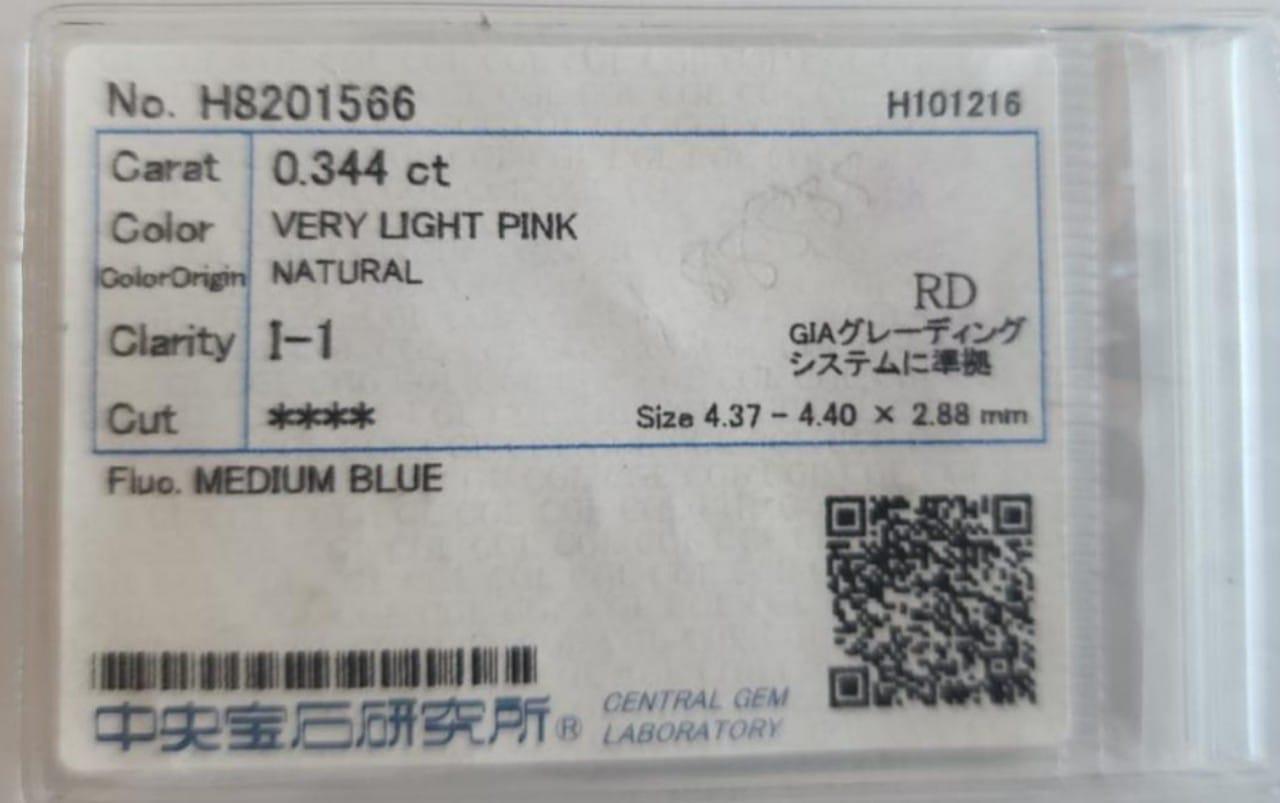 No. H8201566 H101216
Carat 0.344 ct
Color VERY LIGHT PINK
ColorOrigin NATURAL
RD
Clarity I-1
GIAグレーディング
システムに準拠
Cut ****
Size 4.37 - 4.40 × 2.88 mm
Fluo. MEDIUM BLUE
中央宝石研究所® CENTRAL GEM
LABORATORY